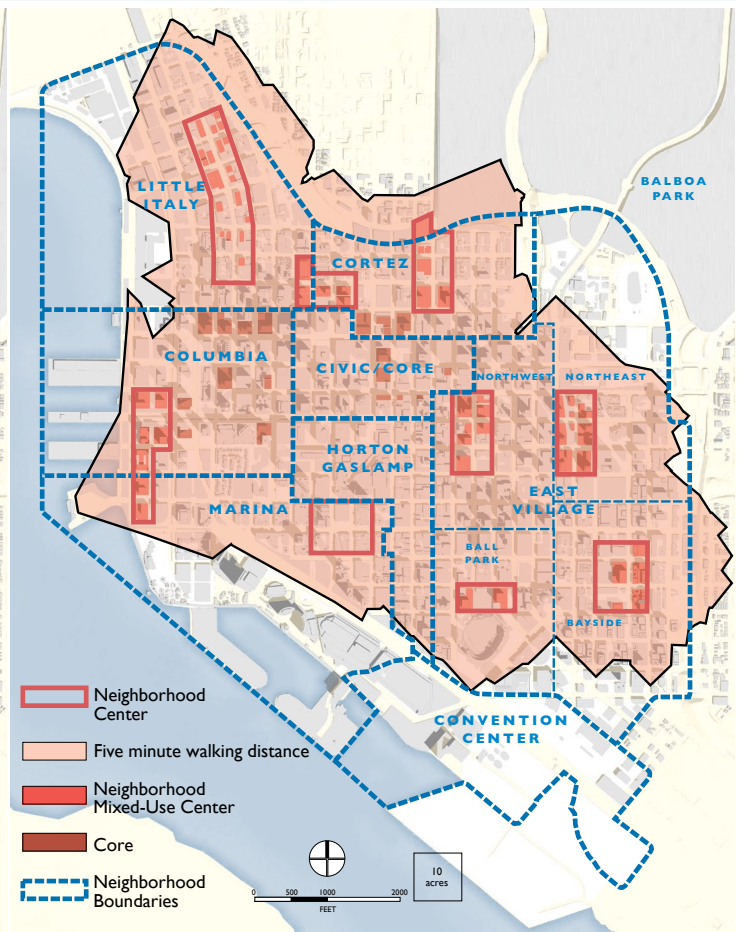 BALBOA
PARK
LITTLE
ITALY
CORTEZ
COLUMBIA
CIVIC/CORE
NORTHWEST
NORTHEAST
HORTON
GASLAMP
EAST
VILLAGE
MARINA
BALL
PARK
BAYSIDE
CONVENTION
CENTER
Neighborhood
Center
Five minute walking distance
Neighborhood
Mixed-Use Center
Core
Neighborhood
Boundaries
0 500 1000 2000
FEET
10
acres